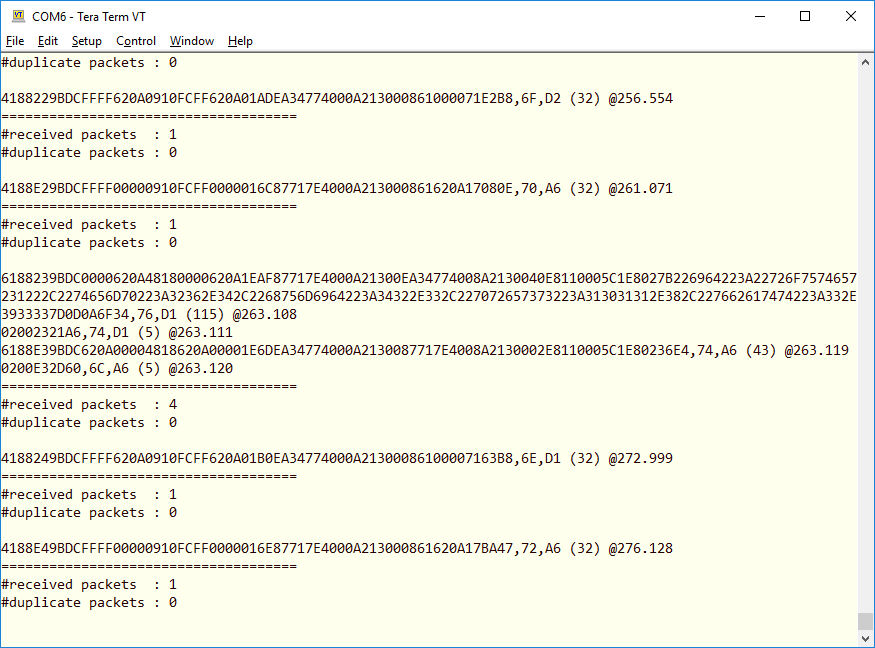 COM6 - Tera Term VT
File Edit Setup Control Window Help
#duplicate packets : 0
4188229BDCFFFF620A0910FCFF620A01ADEA34774000A213000861000071E2B8,6F,D2 (32) @256.554
=====================================
#received packets  : 1
#duplicate packets : 0
4188E29BDCFFFF00000910FCFF0000016C87717E4000A213000861620A17080E,70,A6 (32) @261.071
=====================================
#received packets  : 1
#duplicate packets : 0
6188239BDC0000620A48180000620A1EAF87717E4000A21300EA34774008A2130040E8110005C1E8027B226964223A22726F7574657
231222C2274656D70223A32362E342C2268756D6964223A34322E332C227072657373223A313031312E382C227662617474223A332E
3933337D0D0A6F34,76,D1 (115) @263.108
02002321A6,74,D1 (5) @263.111
6188E39BDC620A00004818620A00001E6DEA34774000A2130087717E4008A2130002E8110005C1E80236E4,74,A6 (43) @263.119
0200E32D60,6C,A6 (5) @263.120
=====================================
#received packets  : 4
#duplicate packets : 0
4188249BDCFFFF620A0910FCFF620A01B0EA34774000A21300086100007163B8,6E,D1 (32) @272.999
=====================================
#received packets  : 1
#duplicate packets : 0
4188E49BDCFFFF00000910FCFF0000016E87717E4000A213000861620A17BA47,72,A6 (32) @276.128
=====================================
#received packets  : 1
#duplicate packets : 0